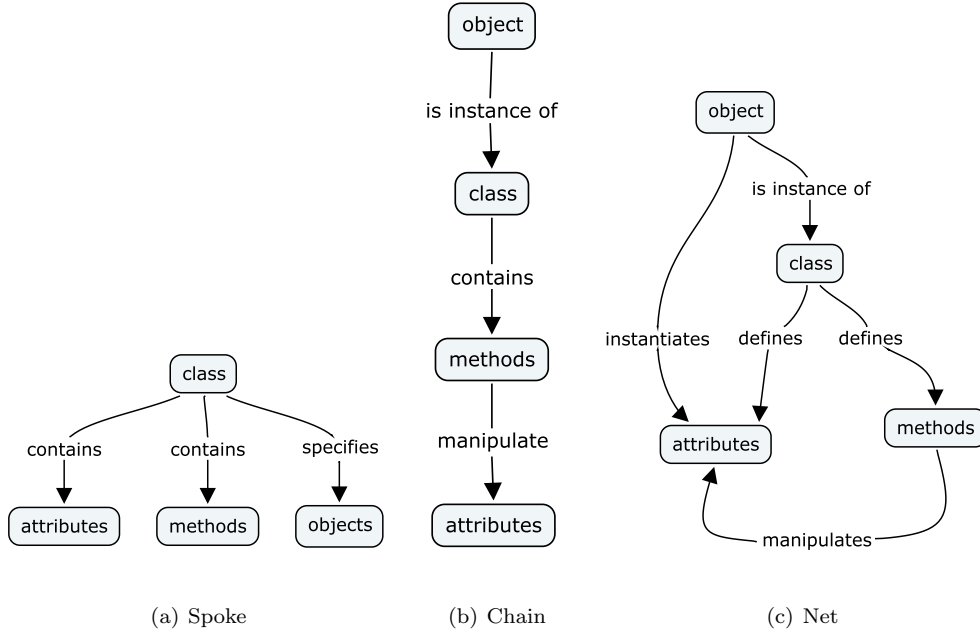 class
contains
contains
specifies
attributes
methods
objects
(a) Spoke
object
is instance of
class
contains
methods
manipulate
attributes
(b) Chain
object
is instance of
class
instantiates
defines
defines
attributes
methods
manipulates
(c) Net